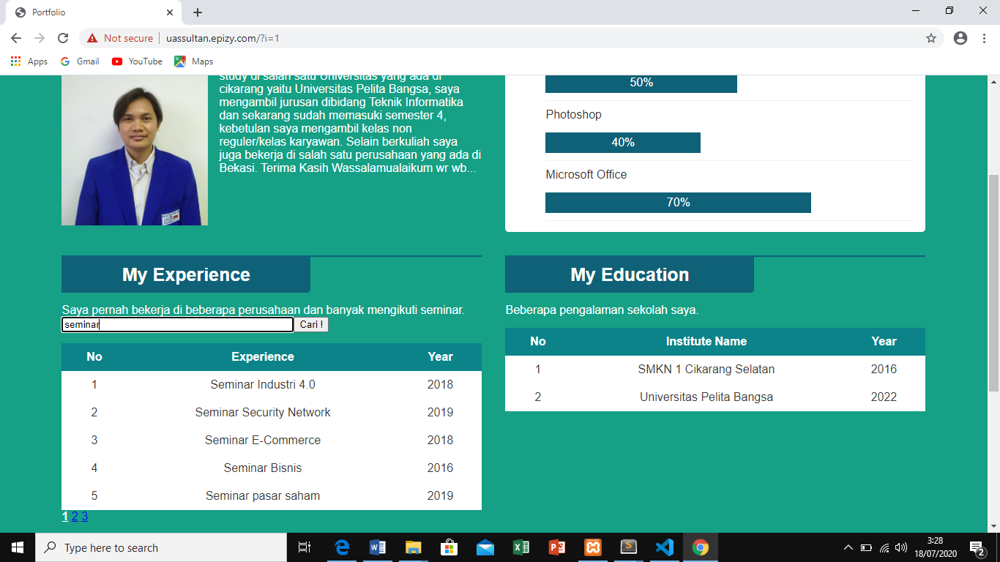 Portfolio
Not secure
uassultan.epizy.com/?i=1
Apps
Gmail
YouTube
Maps
study di salah satu Universitas yang ada di
cikarang yaitu Universitas Pelita Bangsa, saya
mengambil jurusan dibidang Teknik Informatika
dan sekarang sudah memasuki semester 4,
kebetulan saya mengambil kelas non
reguler/kelas karyawan. Selain berkuliah saya
juga bekerja di salah satu perusahaan yang ada di
Bekasi. Terima Kasih Wassalamualaikum wr wb...
50%
Photoshop
40%
Microsoft Office
70%
My Experience
Saya pernah bekerja di beberapa perusahaan dan banyak mengikuti seminar.
seminar Cari !
No Experience Year
1 Seminar Industri 4.0 2018
2 Seminar Security Network 2019
3 Seminar E-Commerce 2018
4 Seminar Bisnis 2016
5 Seminar pasar saham 2019
1 2 3
My Education
Beberapa pengalaman sekolah saya.
No Institute Name Year
1 SMKN 1 Cikarang Selatan 2016
2 Universitas Pelita Bangsa 2022
Type here to search
3:28
18/07/2020
2